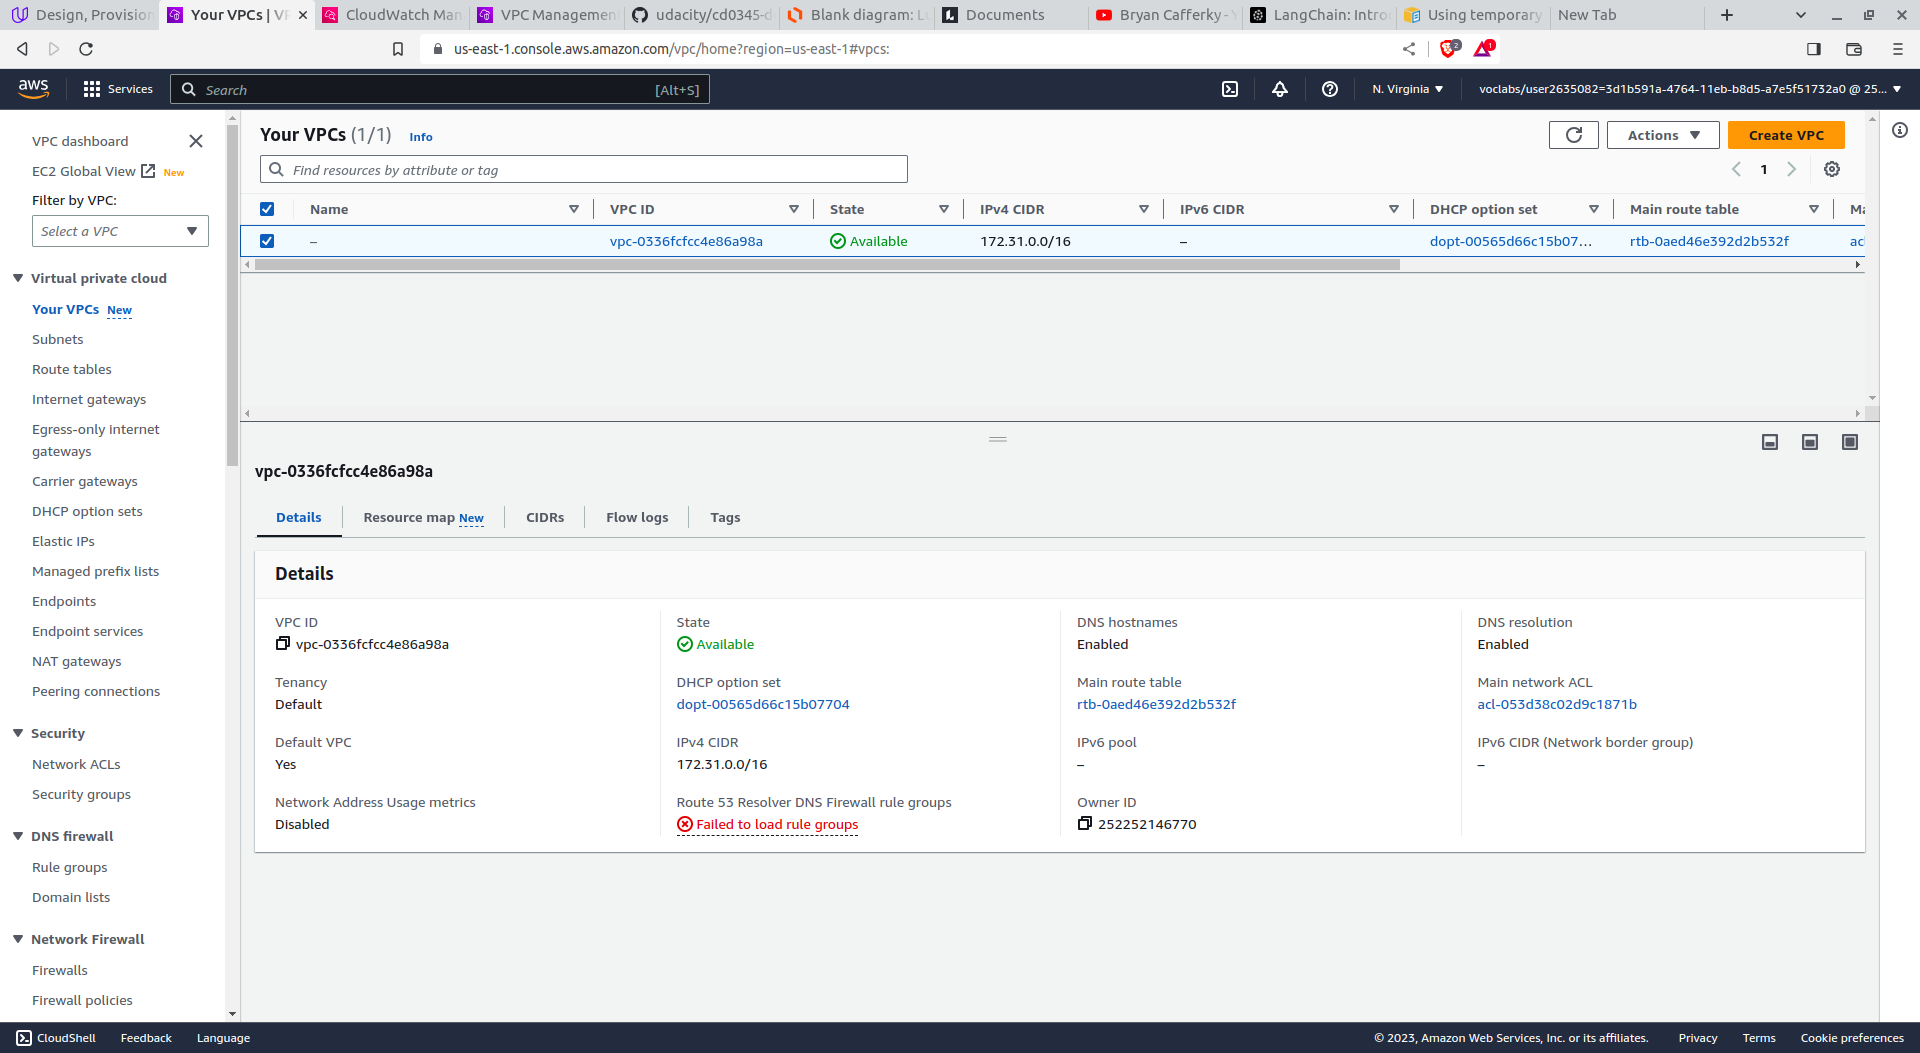 Design, Provision
Your VPCs | VP
CloudWatch Man
VPC Managemen
udacity/cd0345-d
Blank diagram: Lu
Documents
Bryan Cafferky - Y
LangChain: Intro
Using temporary
New Tab
us-east-1.console.aws.amazon.com/vpc/home?region=us-east-1#vpcs:
2
1
aws
Services
Search
[Alt+S]
N. Virginia
voclabs/user2635082=3d1b591a-4764-11eb-b8d5-a7e5f51732a0 @ 25...
VPC dashboard
EC2 Global View New
Filter by VPC:
Select a VPC
Virtual private cloud
Your VPCs New
Subnets
Route tables
Internet gateways
Egress-only internet
gateways
Carrier gateways
DHCP option sets
Elastic IPs
Managed prefix lists
Endpoints
Endpoint services
NAT gateways
Peering connections
Security
Network ACLs
Security groups
DNS firewall
Rule groups
Domain lists
Network Firewall
Firewalls
Firewall policies
Your VPCs (1/1) Info
Actions
Create VPC
Find resources by attribute or tag
1
Name VPC ID State IPv4 CIDR IPv6 CIDR DHCP option set Main route table Ma
– vpc-0336fcfcc4e86a98a Available 172.31.0.0/16 – dopt-00565d66c15b07... rtb-0aed46e392d2b532f acl
vpc-0336fcfcc4e86a98a
Details Resource map New CIDRs Flow logs Tags
Details
VPC ID
vpc-0336fcfcc4e86a98a
State
Available
DNS hostnames
Enabled
DNS resolution
Enabled
Tenancy
Default
DHCP option set
dopt-00565d66c15b07704
Main route table
rtb-0aed46e392d2b532f
Main network ACL
acl-053d38c02d9c1871b
Default VPC
Yes
IPv4 CIDR
172.31.0.0/16
IPv6 pool
–
IPv6 CIDR (Network border group)
–
Network Address Usage metrics
Disabled
Route 53 Resolver DNS Firewall rule groups
Failed to load rule groups
Owner ID
252252146770
CloudShell Feedback Language
© 2023, Amazon Web Services, Inc. or its affiliates. Privacy Terms Cookie preferences